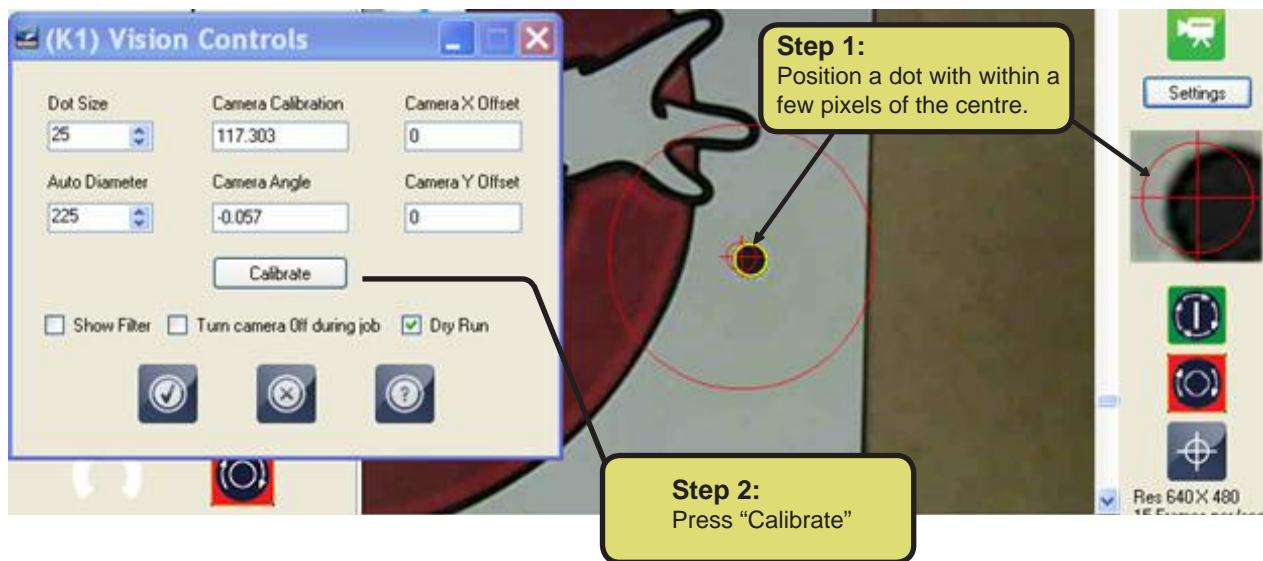 (K1) Vision Controls
Dot Size
Camera Calibration
Camera X Offset
25
117.303
0
Auto Diameter
Camera Angle
Camera Y Offset
225
-0.057
0
Calibrate
Show Filter
Turn camera Off during job
Dry Run
?
Step 1:
Position a dot with within a
few pixels of the centre.
Settings
Step 2:
Press “Calibrate”
Res 640 X 480